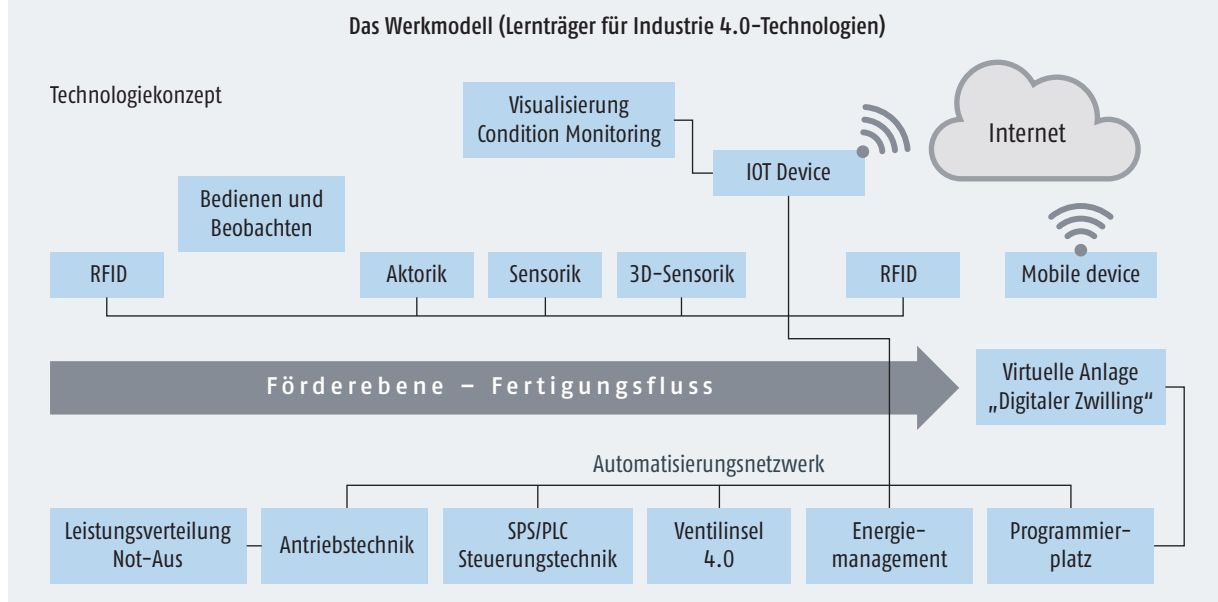 Das Werkmodell (Lernträger für Industrie 4.0-Technologien)
Technologiekonzept
Visualisierung
Condition Monitoring
IOT Device
Internet
Bedienen und
Beobachten
RFID
Aktorik
Sensorik
3D-Sensorik
RFID
Mobile device
Förderebene – Fertigungsfluss
Virtuelle Anlage
„Digitaler Zwilling“
Automatisierungsnetzwerk
Leistungsverteilung
Not-Aus
Antriebstechnik
SPS/PLC
Steuerungstechnik
Ventilinsel
4.0
Energie-
management
Programmier-
platz